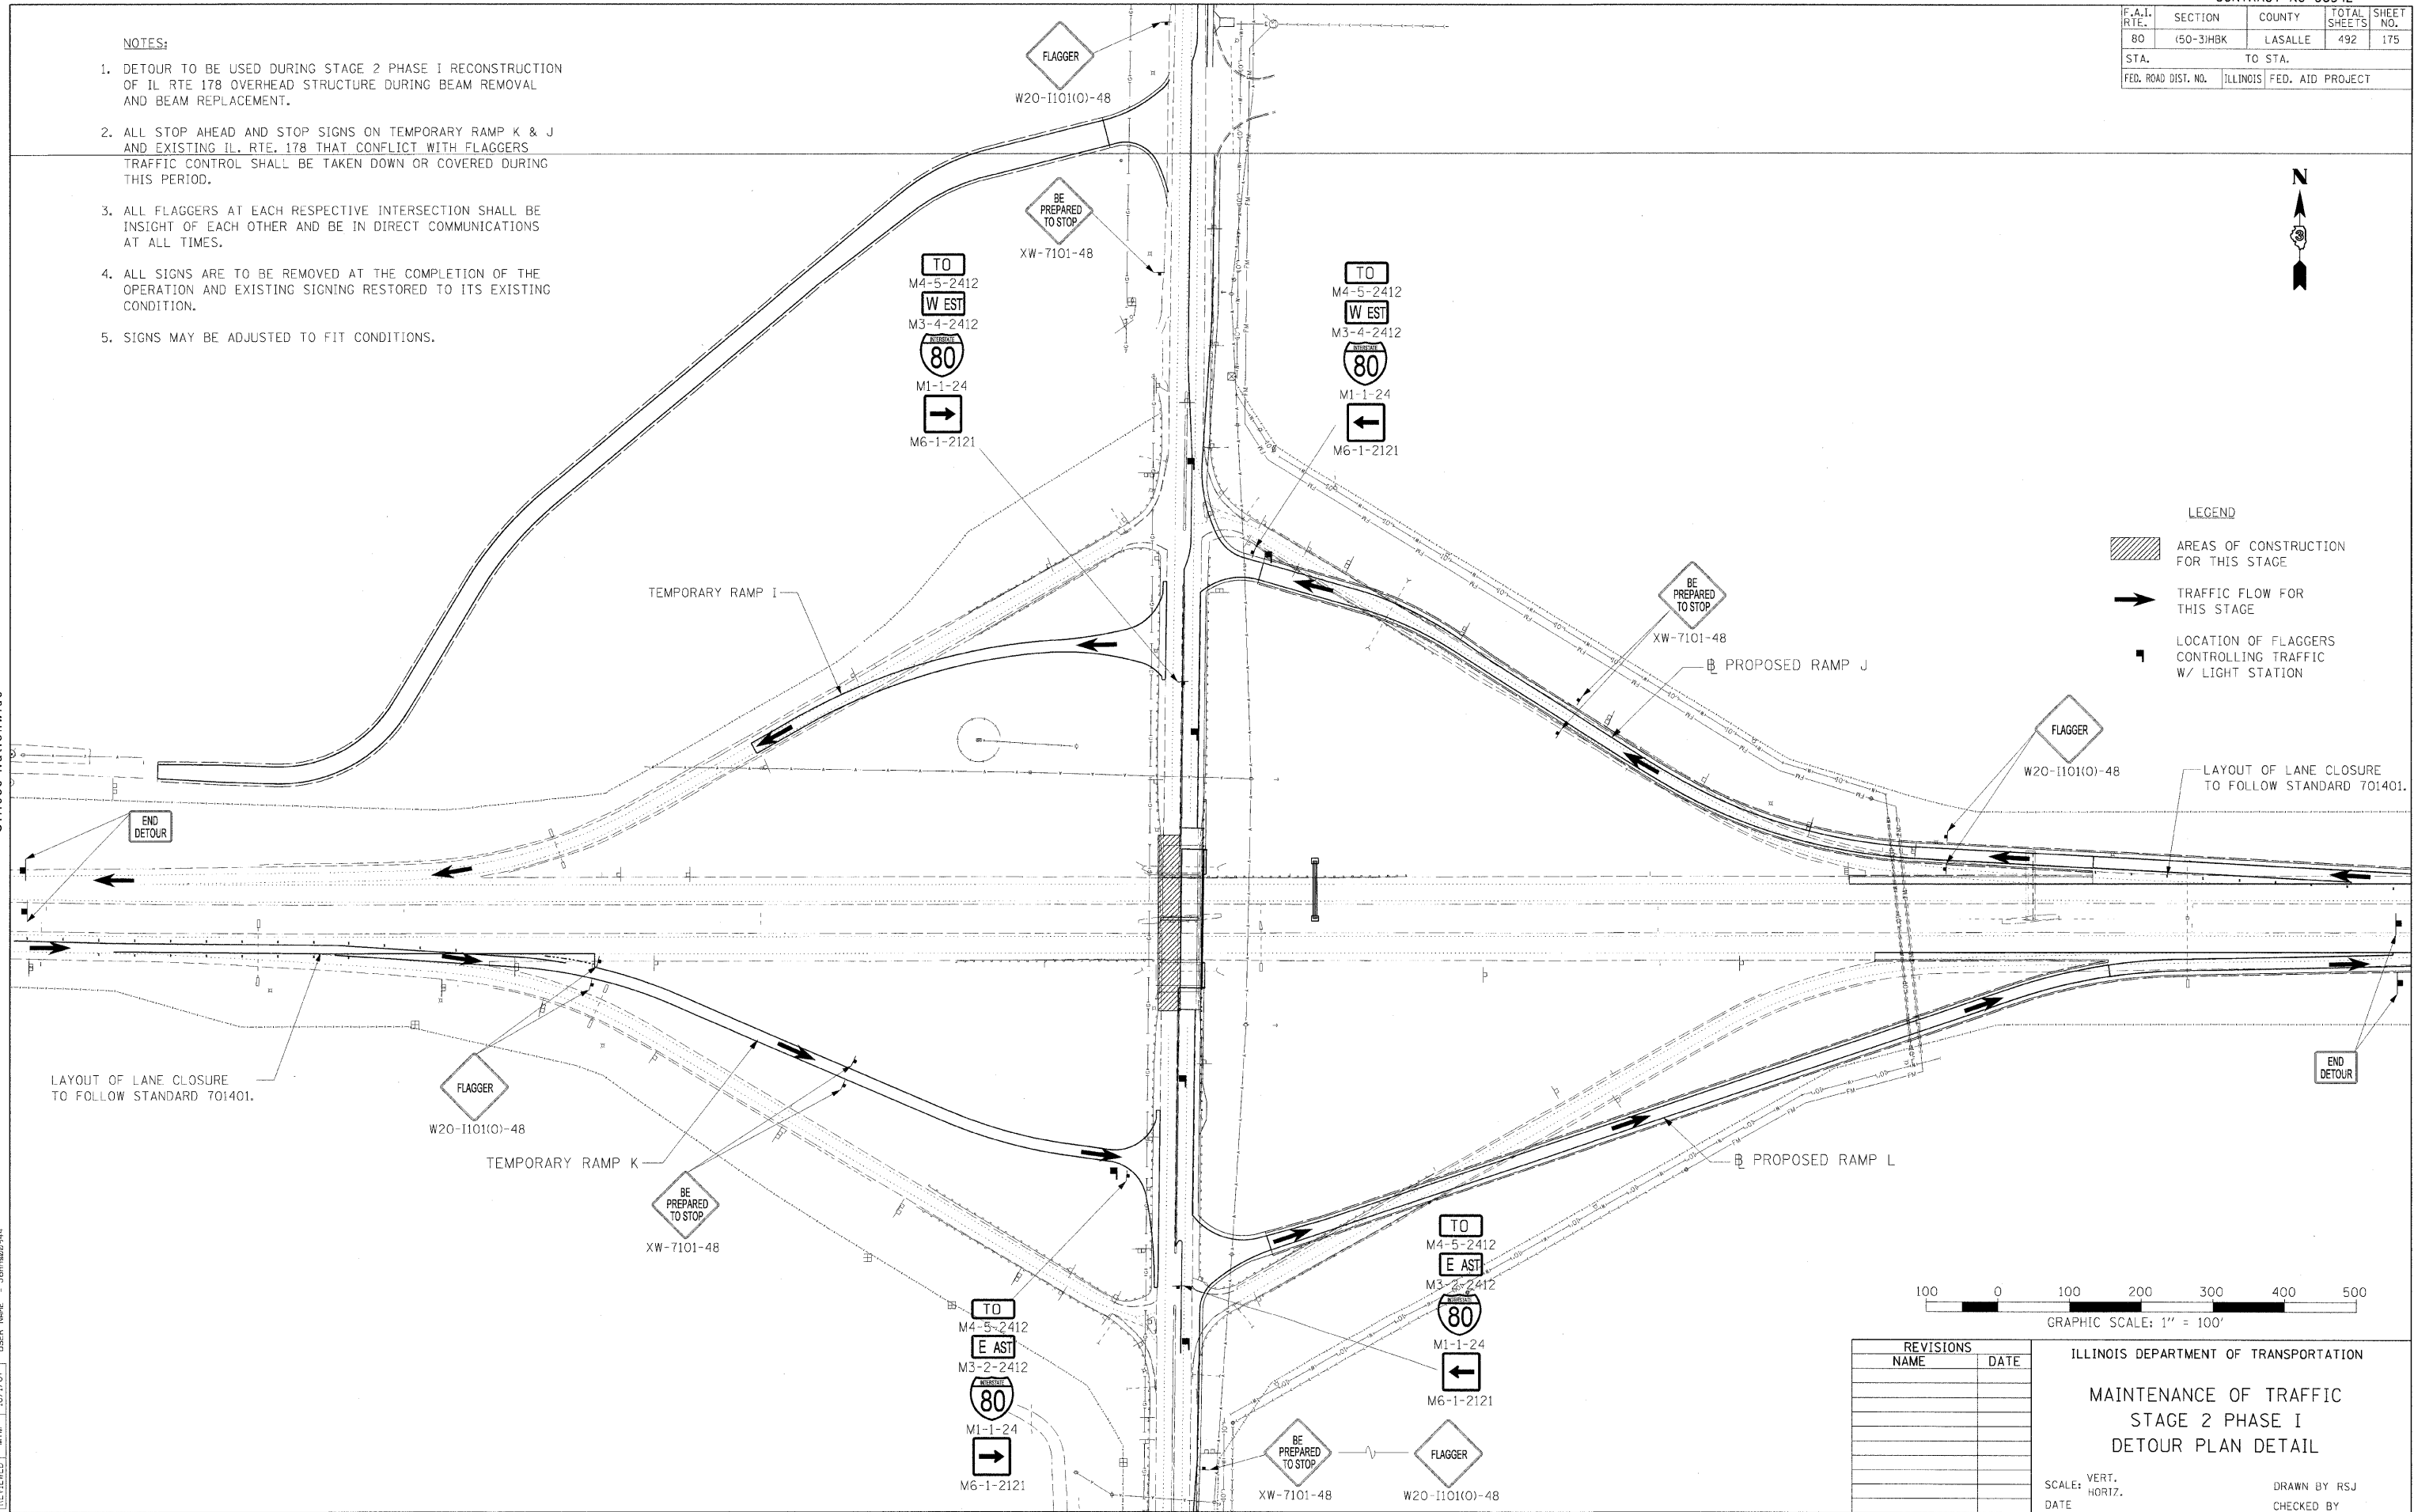 F.A.I. RTE. SECTION COUNTY TOTAL SHEETS SHEET NO.
80 (50-3)HBK LASALLE 492 175
STA. TO STA.
FED. ROAD DIST. NO. ILLINOIS FED. AID PROJECT
NOTES:
1. DETOUR TO BE USED DURING STAGE 2 PHASE I RECONSTRUCTION
OF IL RTE 178 OVERHEAD STRUCTURE DURING BEAM REMOVAL
AND BEAM REPLACEMENT.
2. ALL STOP AHEAD AND STOP SIGNS ON TEMPORARY RAMP K & J
AND EXISTING IL. RTE. 178 THAT CONFLICT WITH FLAGGERS
TRAFFIC CONTROL SHALL BE TAKEN DOWN OR COVERED DURING
THIS PERIOD.
3. ALL FLAGGERS AT EACH RESPECTIVE INTERSECTION SHALL BE
INSIGHT OF EACH OTHER AND BE IN DIRECT COMMUNICATIONS
AT ALL TIMES.
4. ALL SIGNS ARE TO BE REMOVED AT THE COMPLETION OF THE
OPERATION AND EXISTING SIGNING RESTORED TO ITS EXISTING
CONDITION.
5. SIGNS MAY BE ADJUSTED TO FIT CONDITIONS.
FLAGGER
W20-I101(O)-48
BE
PREPARED
TO STOP
XW-7101-48
TO
M4-5-2412
W EST
M3-4-2412
INTERSTATE
80
M1-1-24
M6-1-2121
TO
M4-5-2412
W EST
M3-4-2412
INTERSTATE
80
M1-1-24
M6-1-2121
N
3
LEGEND
AREAS OF CONSTRUCTION
FOR THIS STAGE
TRAFFIC FLOW FOR
THIS STAGE
LOCATION OF FLAGGERS
CONTROLLING TRAFFIC
W/ LIGHT STATION
TEMPORARY RAMP I
BE
PREPARED
TO STOP
XW-7101-48
PROPOSED RAMP J
FLAGGER
W20-I101(O)-48
LAYOUT OF LANE CLOSURE
TO FOLLOW STANDARD 701401.
END
DETOUR
LAYOUT OF LANE CLOSURE
TO FOLLOW STANDARD 701401.
FLAGGER
W20-I101(O)-48
TEMPORARY RAMP K
BE
PREPARED
TO STOP
XW-7101-48
END
DETOUR
PROPOSED RAMP L
TO
M4-5-2412
E AST
M3-2-2412
INTERSTATE
80
M1-1-24
M6-1-2121
TO
M4-5-2412
E AST
M3-2-2412
INTERSTATE
80
M1-1-24
M6-1-2121
BE
PREPARED
TO STOP
XW-7101-48
FLAGGER
W20-I101(O)-48
100 0 100 200 300 400 500
GRAPHIC SCALE: 1" = 100'
REVISIONS
NAME DATE
ILLINOIS DEPARTMENT OF TRANSPORTATION
MAINTENANCE OF TRAFFIC
STAGE 2 PHASE I
DETOUR PLAN DETAIL
SCALE: VERT.
HORIZ.
DATE
DRAWN BY RSJ
CHECKED BY